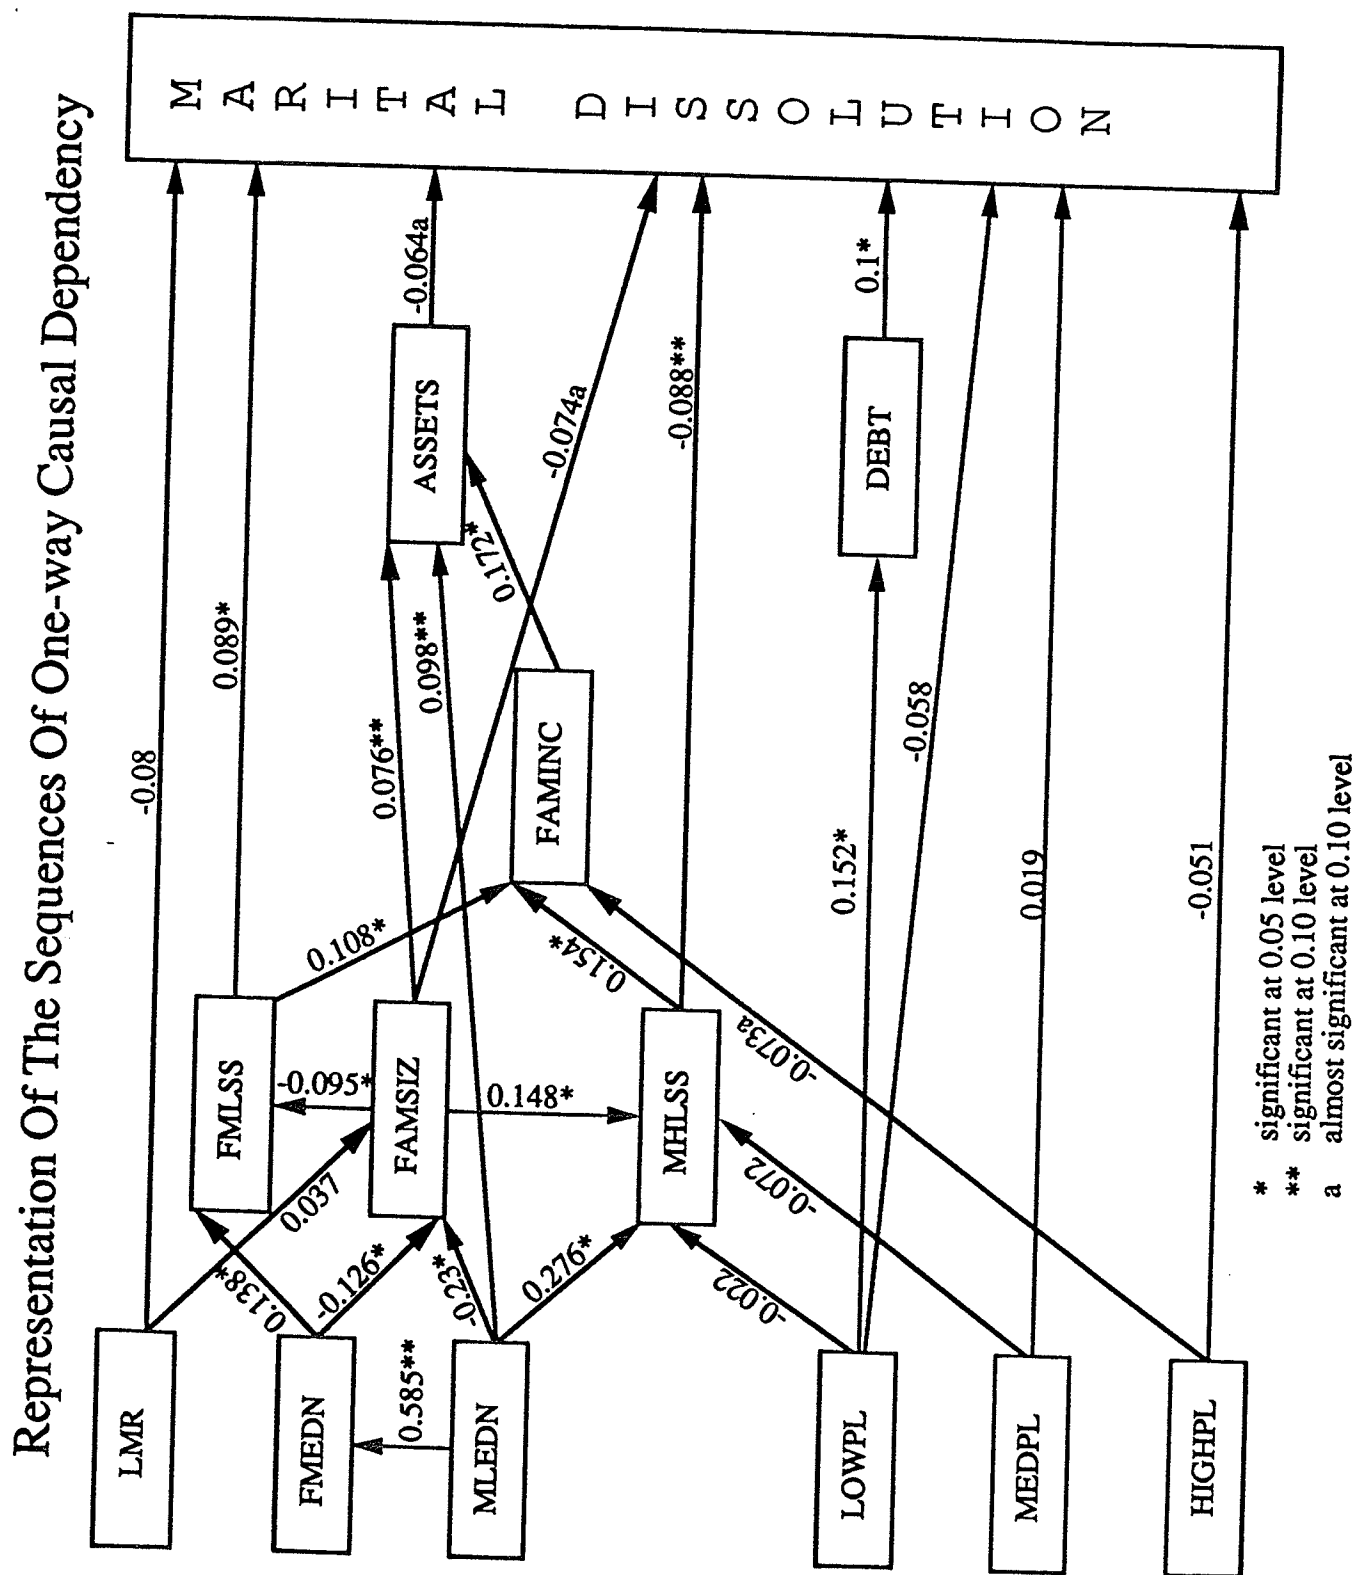 Representation Of The Sequences Of One-way Causal Dependency
LMR
FMEDN
MLEDN
LOWPL
MEDPL
HIGHPL
0.585**
0.138*
-0.126*
-0.23*
0.037
0.276*
-0.022
-0.072
-0.073a
FMLSS
FAMSIZ
MHLSS
-0.095*
0.148*
0.108*
0.154*
-0.08
0.089*
0.076**
0.098**
FAMINC
0.172*
0.152*
-0.058
0.019
-0.051
ASSETS
DEBT
-0.064a
-0.074a
-0.088**
0.1*
MARITAL DISSOLUTION
* significant at 0.05 level
** significant at 0.10 level
a almost significant at 0.10 level